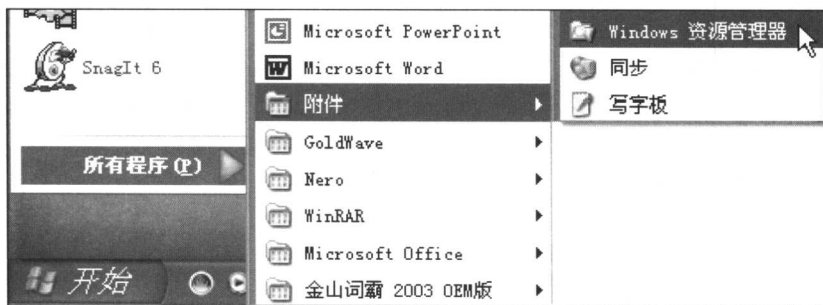 SnagIt 6
所有程序(P)
开始
Microsoft PowerPoint
Microsoft Word
附件
GoldWave
Nero
WinRAR
Microsoft Office
金山词霸 2003 OEM版
Windows 资源管理器
同步
写字板